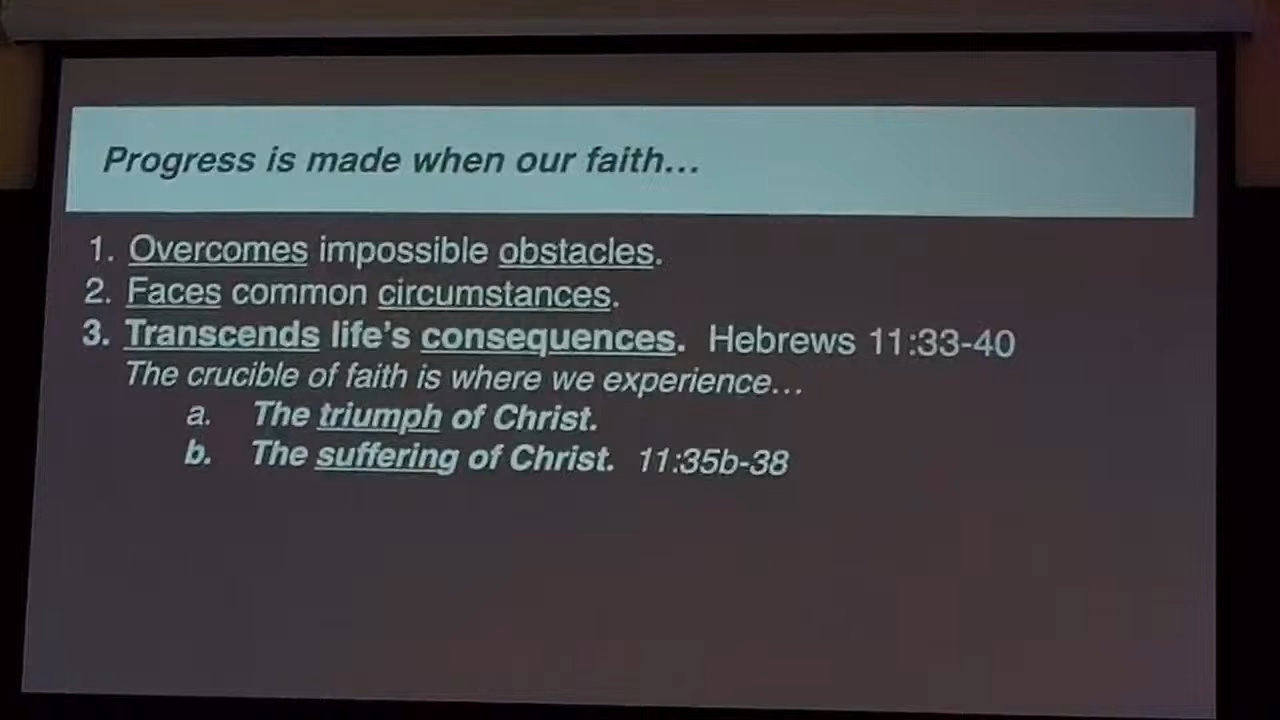 Progress is made when our faith...
1. Overcomes impossible obstacles.
2. Faces common circumstances.
3. Transcends life's consequences. Hebrews 11:33-40
The crucible of faith is where we experience...
a. The triumph of Christ.
b. The suffering of Christ. 11:35b-38